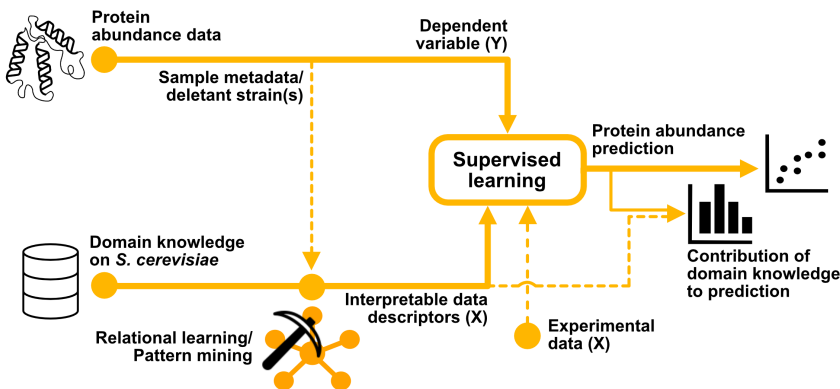 Protein
abundance data
Dependent
variable (Y)
Sample metadata/
deletant strain(s)
Protein abundance
prediction
Supervised
learning
Domain knowledge
on S. cerevisiae
Contribution of
domain knowledge
to prediction
Interpretable data
descriptors (X)
Experimental
data (X)
Relational learning/
Pattern mining